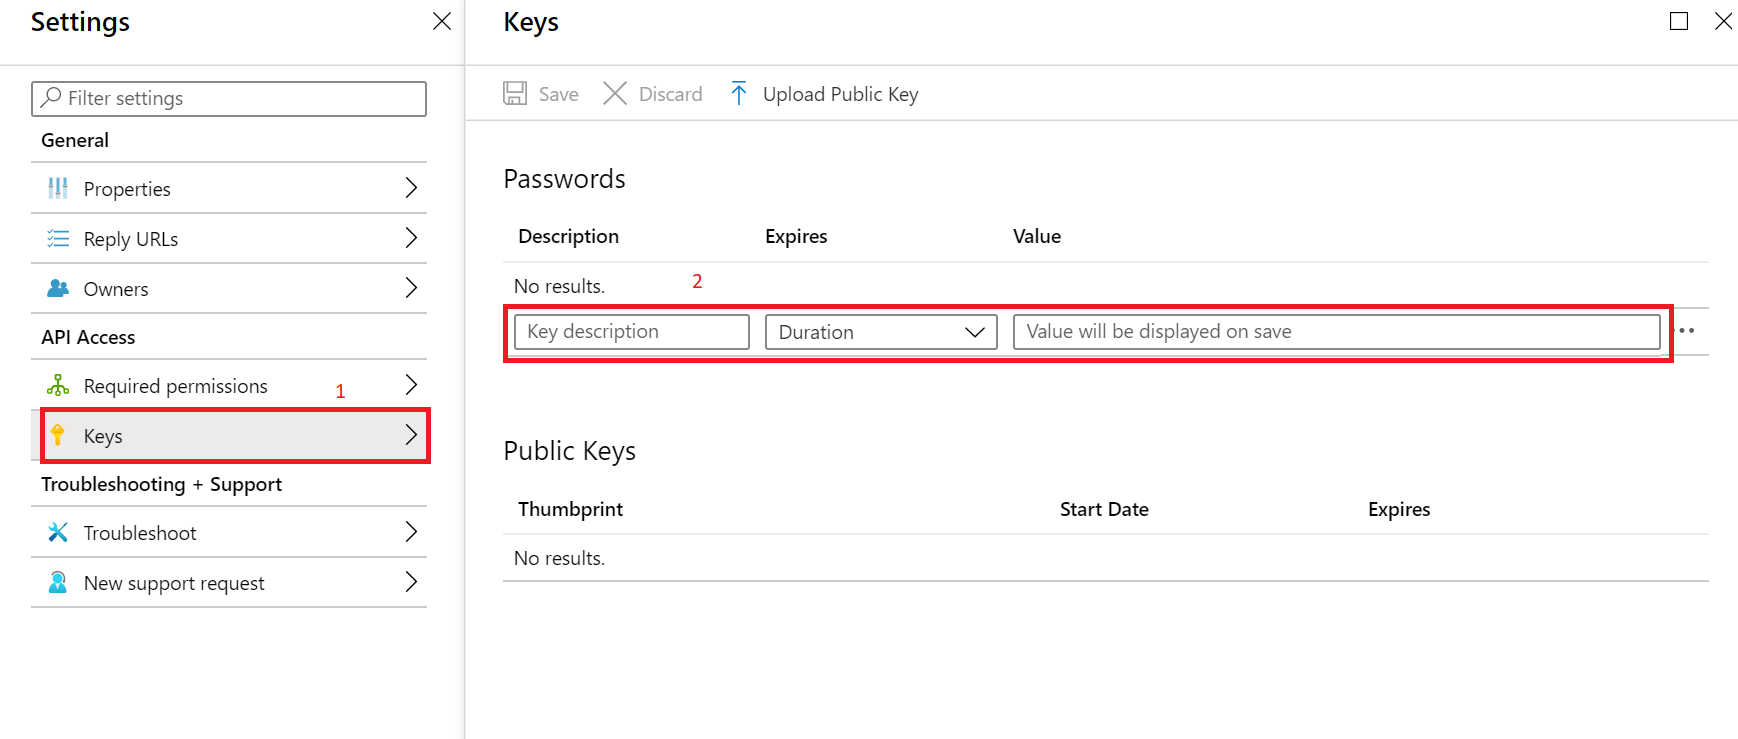 Settings
Filter settings
General
Properties
Reply URLs
Owners
API Access
Required permissions
1
Keys
Troubleshooting + Support
Troubleshoot
New support request
Keys
Save Discard Upload Public Key
Passwords
Description Expires Value
No results.
2
Key description Duration Value will be displayed on save
Public Keys
Thumbprint Start Date Expires
No results.